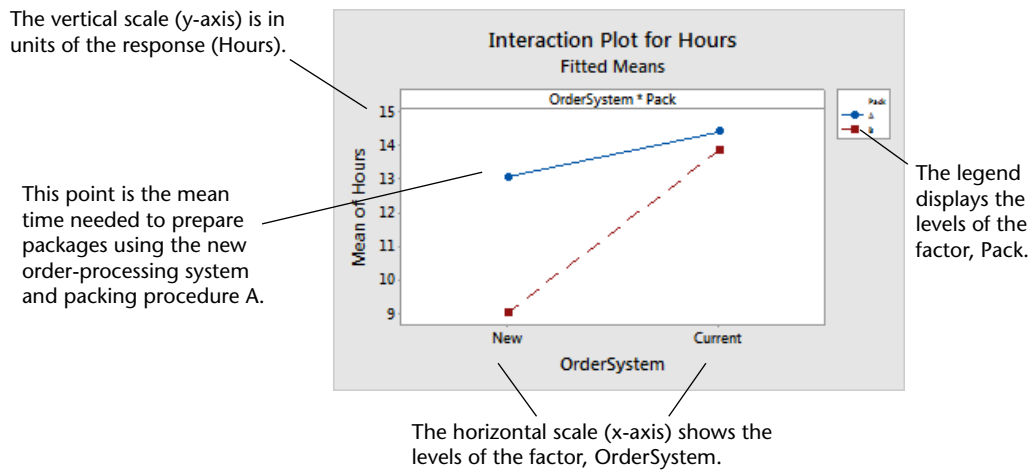 The vertical scale (y-axis) is in
units of the response (Hours).
Interaction Plot for Hours
Fitted Means
OrderSystem * Pack
Pack
A
B
15
14
13
12
11
10
9
Mean of Hours
New
Current
OrderSystem
This point is the mean
time needed to prepare
packages using the new
order-processing system
and packing procedure A.
The legend
displays the
levels of the
factor, Pack.
The horizontal scale (x-axis) shows the
levels of the factor, OrderSystem.